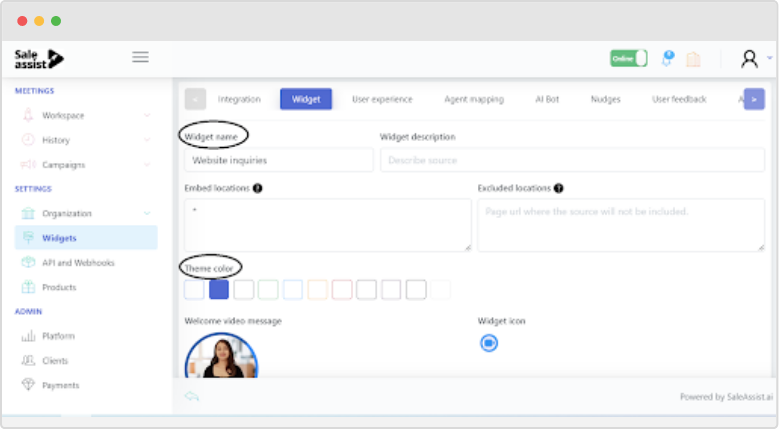 Sale
assist
Online
MEETINGS
Workspace
History
Campaigns
SETTINGS
Organization
Widgets
API and Webhooks
Products
ADMIN
Platform
Clients
Payments
< Integration Widget User experience Agent mapping AI Bot Nudges User feedback A >
Widget name Widget description
Website inquiries Describe source
Embed locations Excluded locations
* Page url where the source will not be included.
Theme color
Welcome video message Widget icon
Powered by SaleAssist.ai